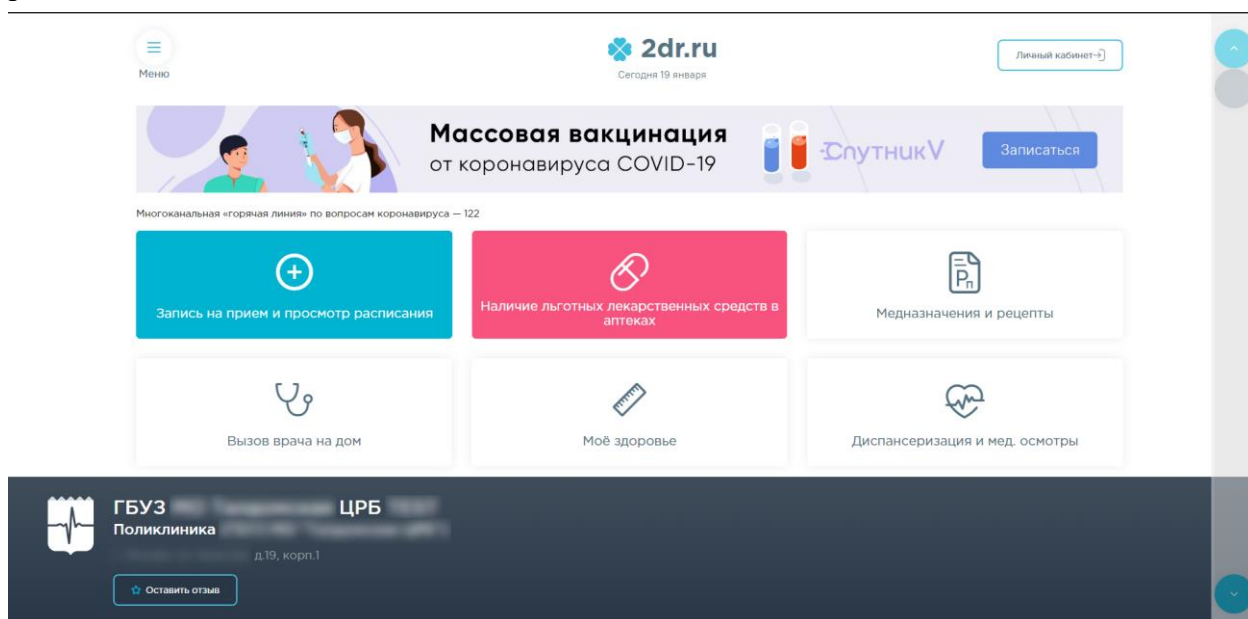 Меню
2dr.ru
Сегодня 19 января
Личный кабинет
Массовая вакцинация
от коронавируса COVID-19
СпутникV
Записаться
Многоканальная «горячая линия» по вопросам коронавируса — 122
Запись на прием и просмотр расписания
Наличие льготных лекарственных средств в
аптеках
Рп
Медназначения и рецепты
Вызов врача на дом
Моё здоровье
Диспансеризация и мед. осмотры
ГБУЗ ЦРБ
Поликлиника
д.19, корп.1
Оставить отзыв